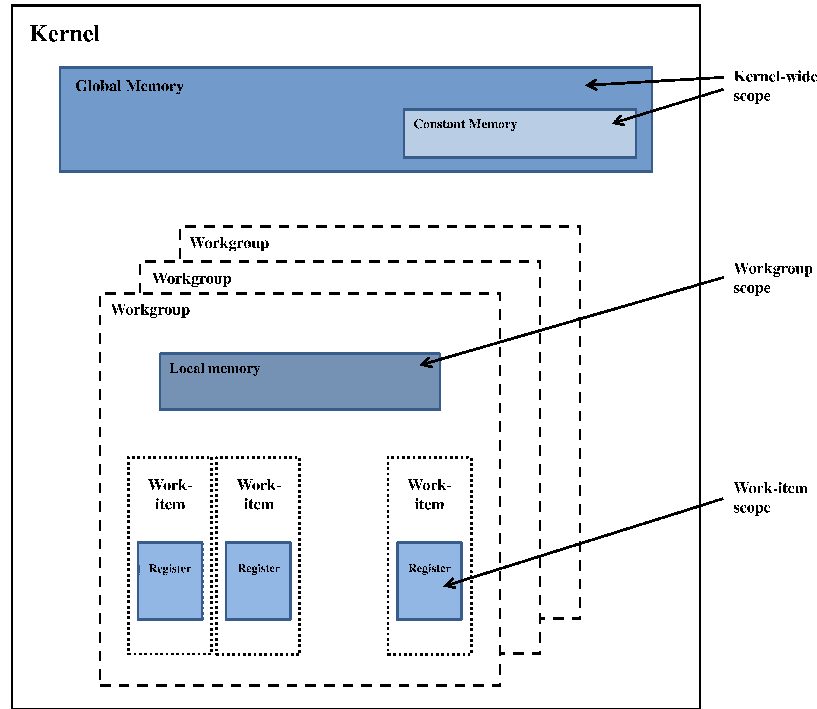 Kernel
Global Memory
Constant Memory
Kernel-wide
scope
Workgroup
Workgroup
Workgroup
Workgroup
scope
Local memory
Work-
item
Work-
item
Work-
item
Work-item
scope
Register
Register
Register